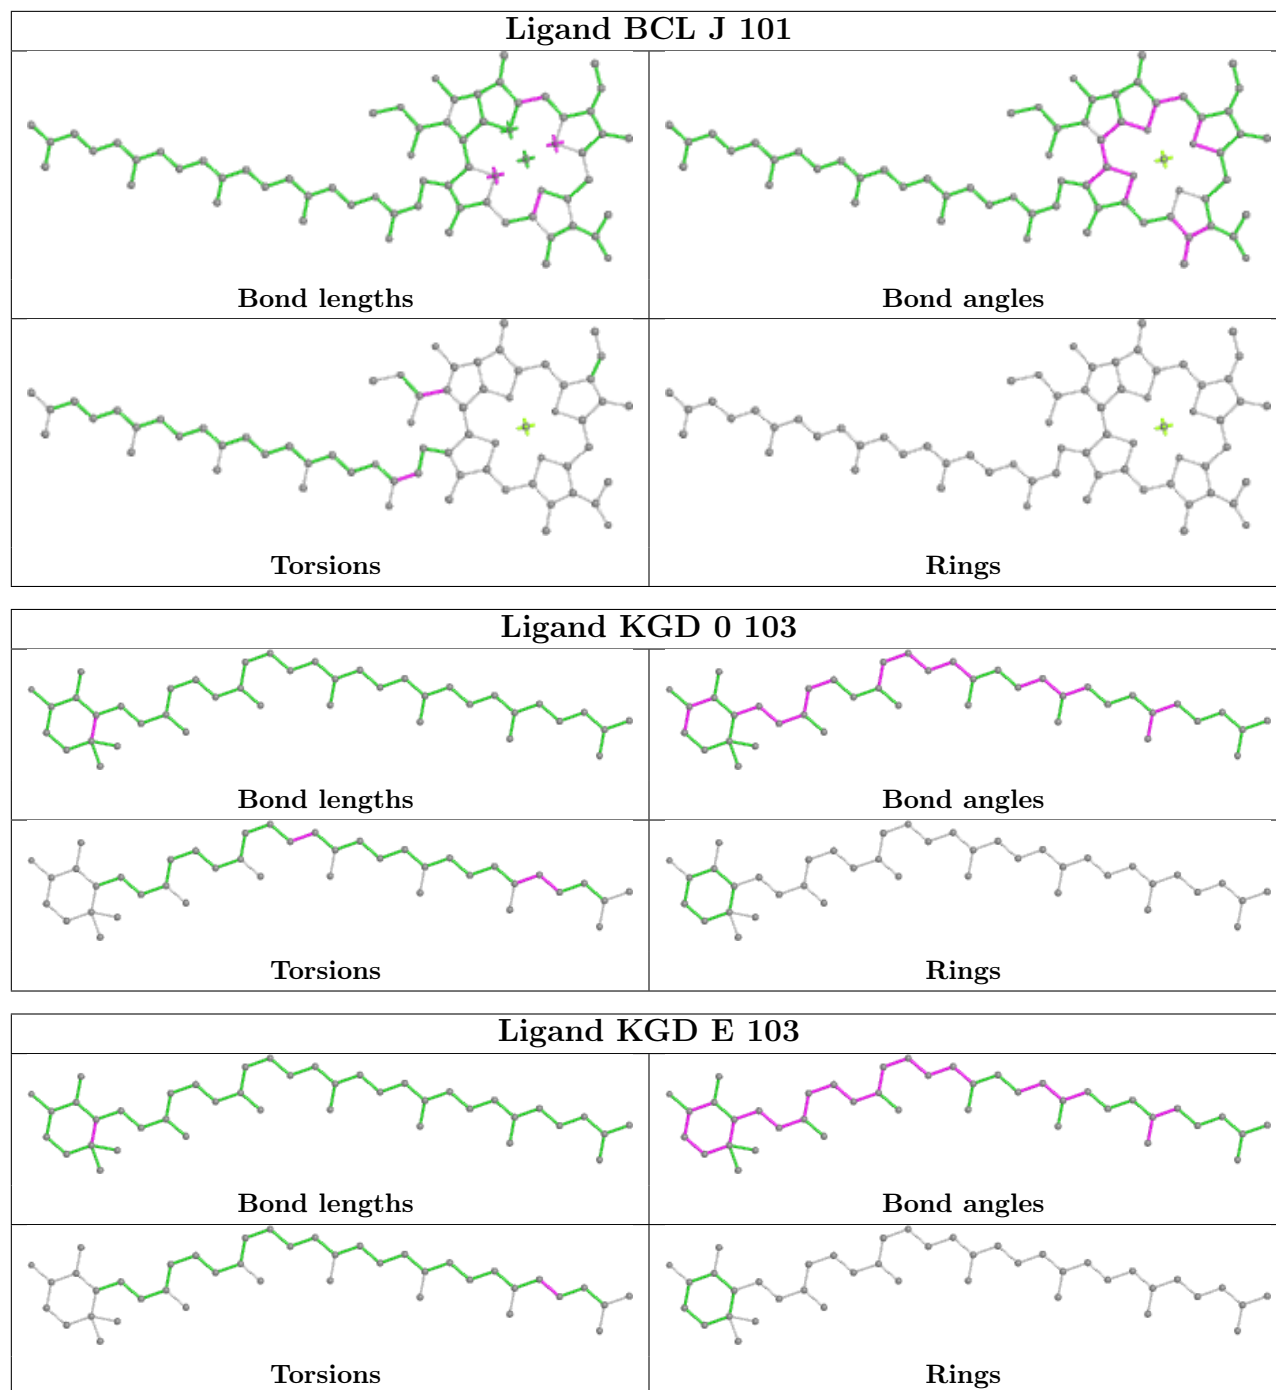 Ligand BCL J 101
Bond lengths
Bond angles
Torsions
Rings
Ligand KGD 0 103
Bond lengths
Bond angles
Torsions
Rings
Ligand KGD E 103
Bond lengths
Bond angles
Torsions
Rings